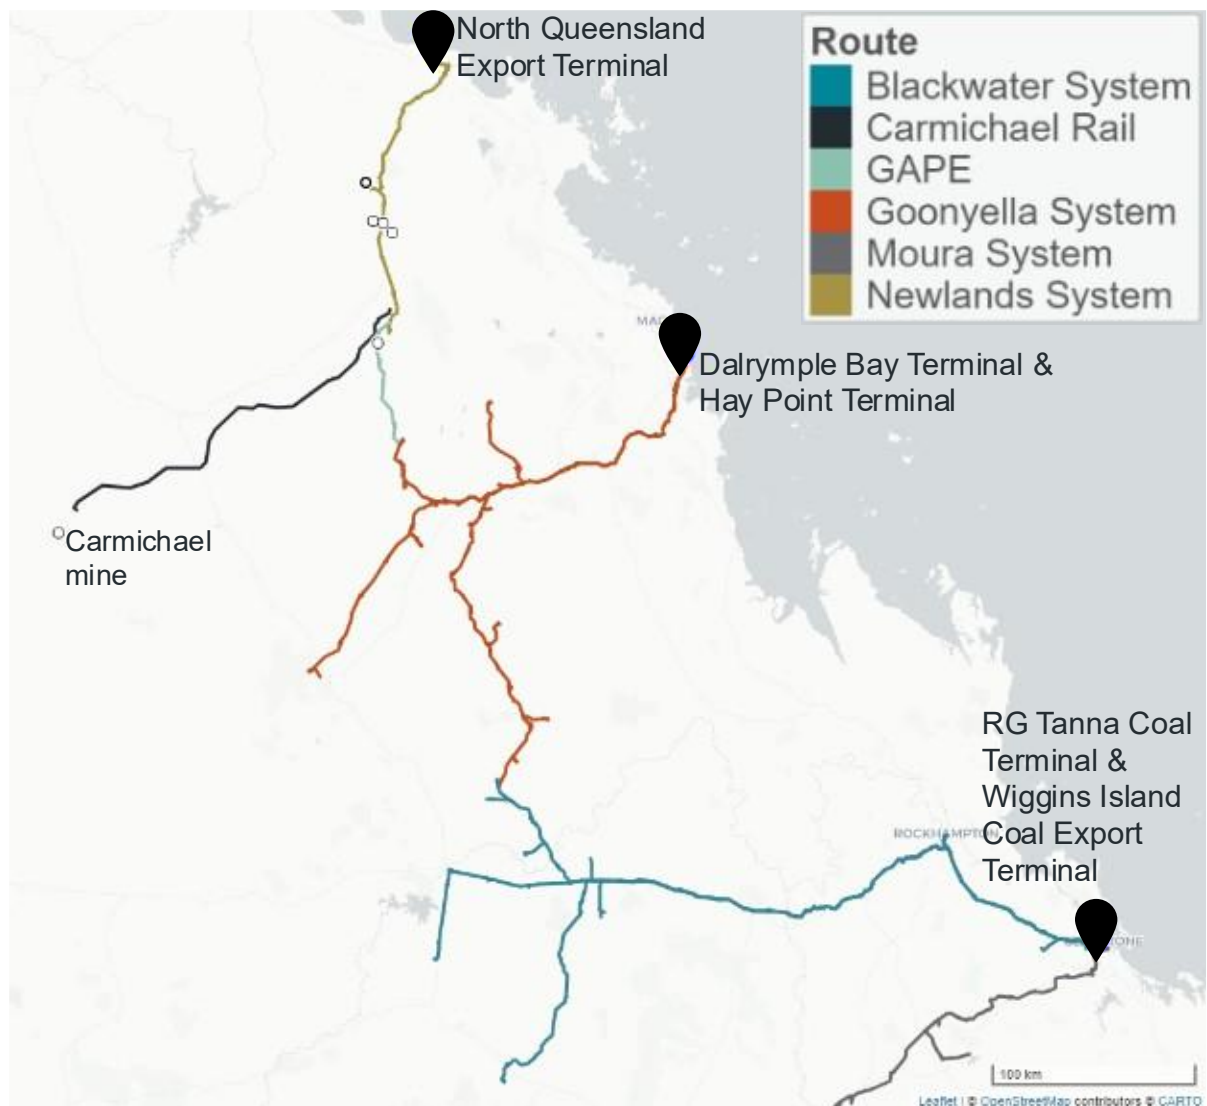 North Queensland
Export Terminal
Route
Blackwater System
Carmichael Rail
GAPE
Goonyella System
Moura System
Newlands System
Dalrymple Bay Terminal &
Hay Point Terminal
Carmichael
mine
RG Tanna Coal
Terminal &
Wiggins Island
Coal Export
Terminal
ROCKHAMPTON
100 km
Leaflet | © OpenStreetMap contributors © CARTO